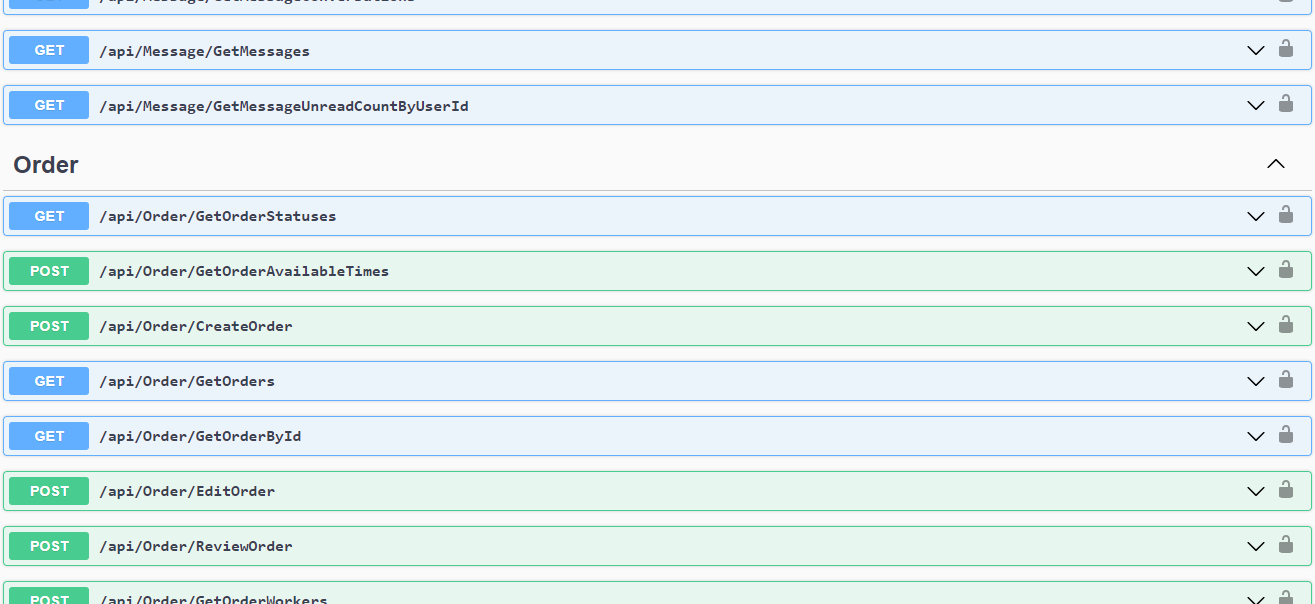 GET /api/Message/GetMessageConversations
GET /api/Message/GetMessages
GET /api/Message/GetMessageUnreadCountByUserId
Order
GET /api/Order/GetOrderStatuses
POST /api/Order/GetOrderAvailableTimes
POST /api/Order/CreateOrder
GET /api/Order/GetOrders
GET /api/Order/GetOrderById
POST /api/Order/EditOrder
POST /api/Order/ReviewOrder
POST /api/Order/GetOrderWorkers